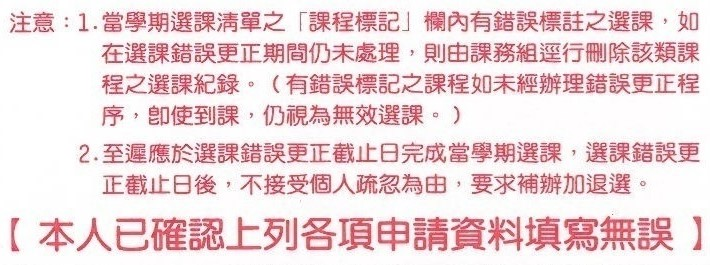 注意：1.當學期選課清單之「課程標記」欄內有錯誤標註之選課，如
在選課錯誤更正期間仍未處理，則由課務組逕行刪除該類課
程之選課紀錄。（有錯誤標記之課程如未經辦理錯誤更正程
序，即使到課，仍視為無效選課。）
2.至遲應於選課錯誤更正截止日完成當學期選課，選課錯誤更
正截止日後，不接受個人疏忽為由，要求補辦加退選。
【 本人已確認上列各項申請資料填寫無誤 】